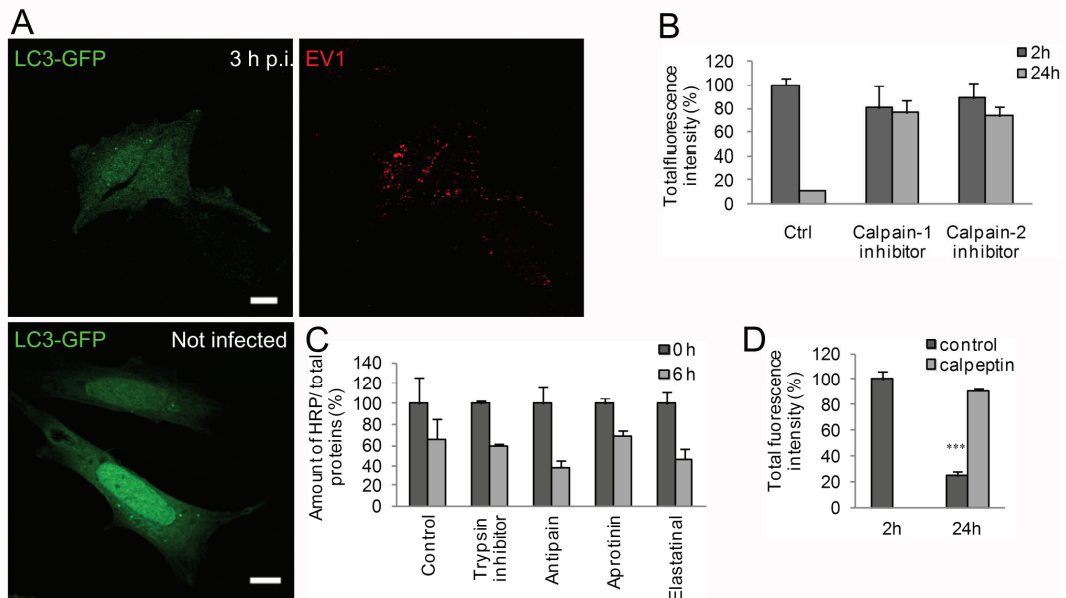 A
LC3-GFP
3 h p.i.
EV1
LC3-GFP
Not infected
B
2h
24h
Total fluorescence
intensity (%)
120
100
80
60
40
20
0
Ctrl
Calpain-1
inhibitor
Calpain-2
inhibitor
C
0 h
6 h
Amount of HRP/ total
proteins (%)
140
120
100
80
60
40
20
0
Control
Trypsin
inhibitor
Antipain
Aprotinin
Elastatinal
D
control
calpeptin
Total fuorescence
intensity (%)
120
100
80
60
40
20
0
***
2h
24h